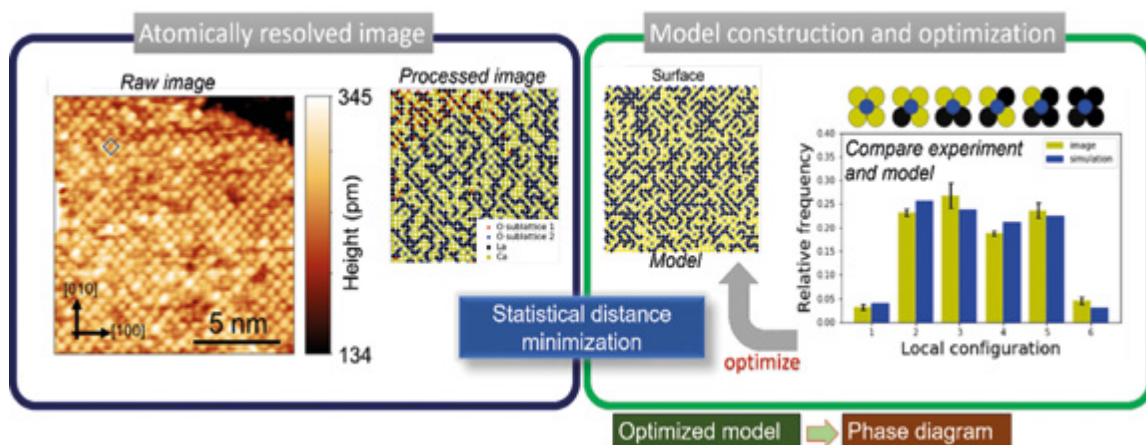 Atomically resolved image
Raw image
Processed image
345
Height (pm)
134
[010]
[100]
5 nm
O-sublattice 1
O-sublattice 2
La
Ca
Statistical distance
minimization
Model construction and optimization
Surface
Model
optimize
Compare experiment
and model
image
simulation
Relative frequency
0.40
0.35
0.30
0.25
0.20
0.15
0.10
0.05
0.00
1 2 3 4 5 6
Local configuration
Optimized model
Phase diagram